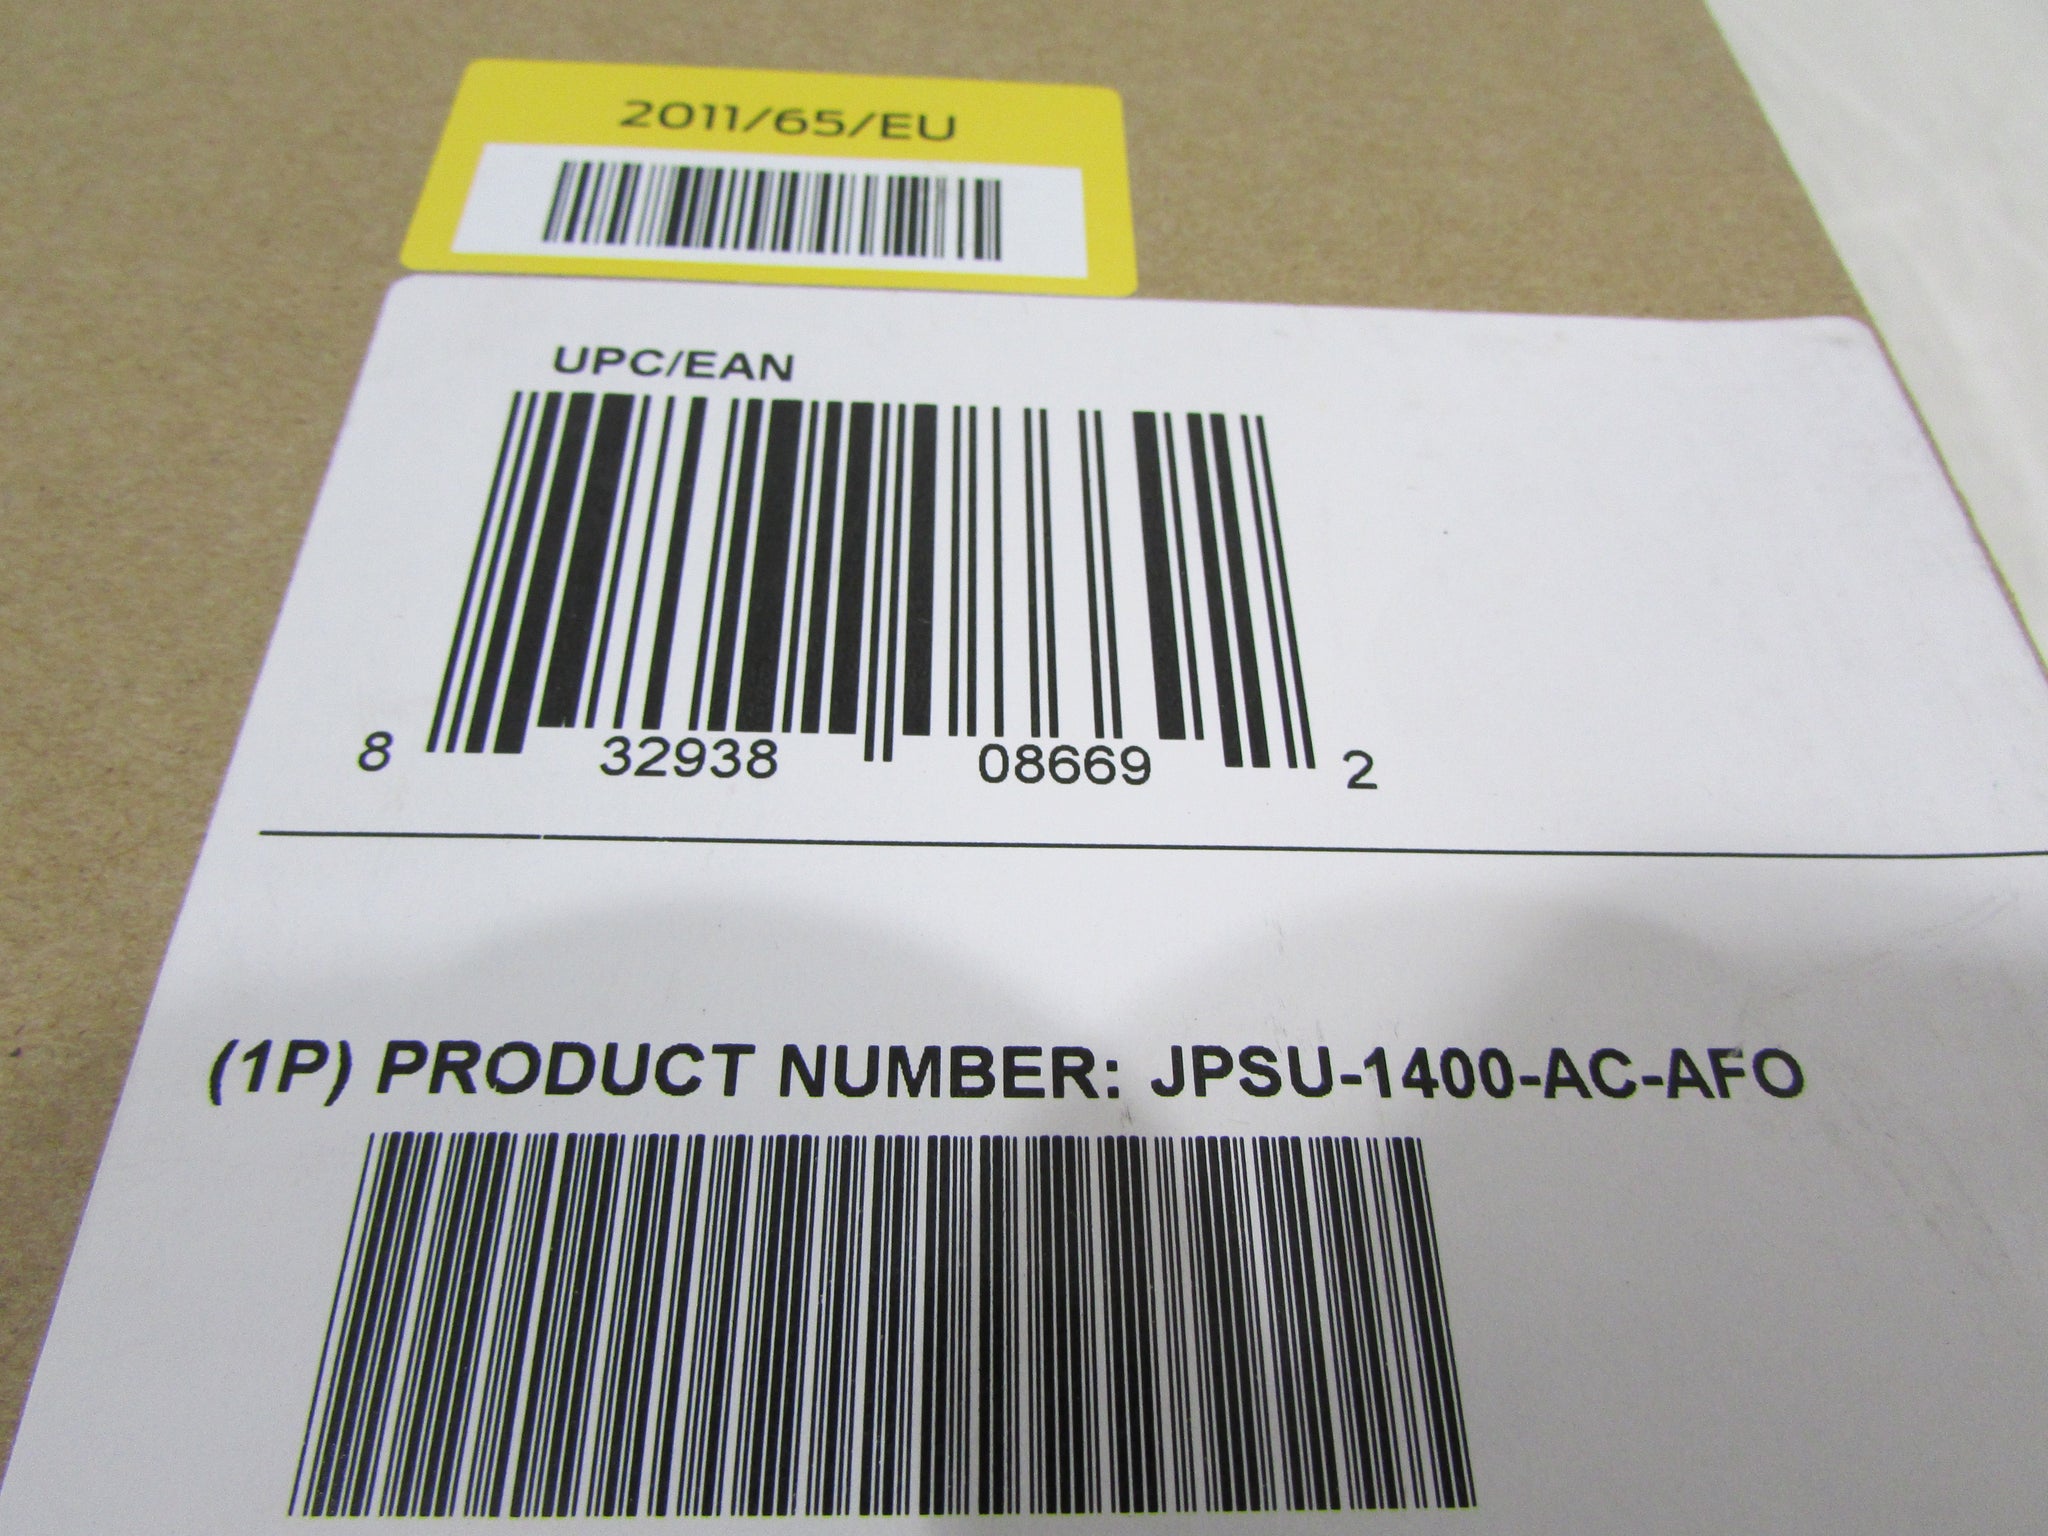 2011/65/EU
UPC/EAN
8 32938 08669 2
(1P) PRODUCT NUMBER: JPSU-1400-AC-AFO